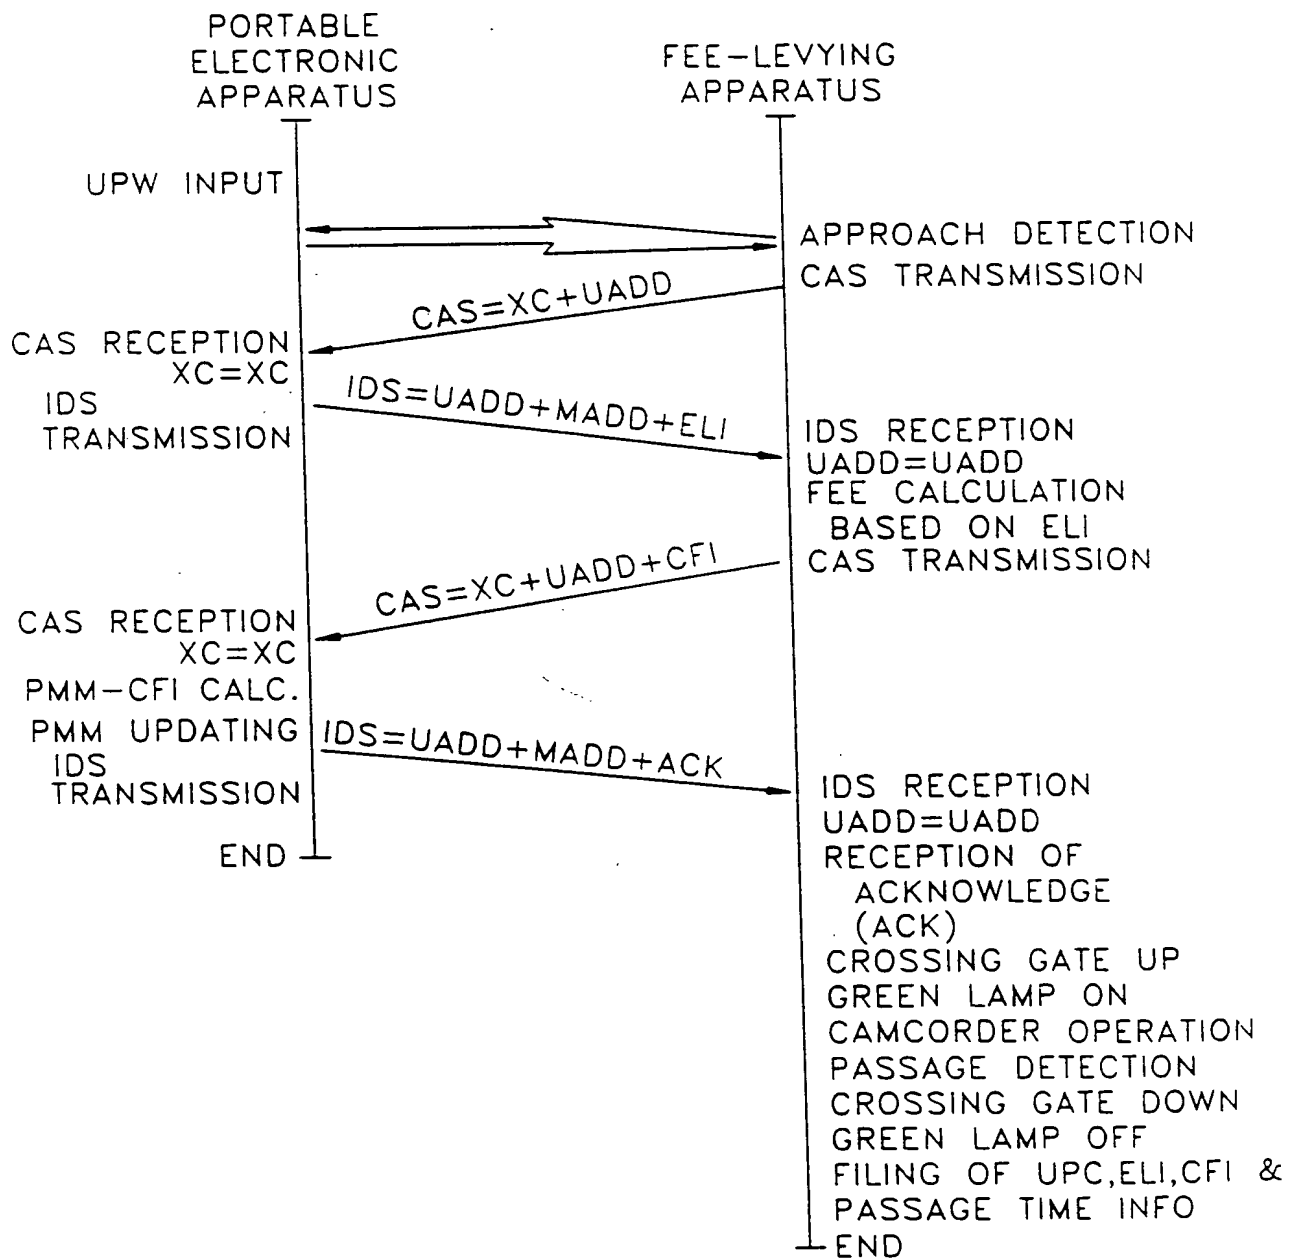 PORTABLE
ELECTRONIC
APPARATUS
FEE-LEVYING
APPARATUS
UPW INPUT
APPROACH DETECTION
CAS TRANSMISSION
CAS=XC+UADD
CAS RECEPTION
XC=XC
IDS
TRANSMISSION
IDS=UADD+MADD+ELI
IDS RECEPTION
UADD=UADD
FEE CALCULATION
BASED ON ELI
CAS TRANSMISSION
CAS=XC+UADD+CFI
CAS RECEPTION
XC=XC
PMM-CFI CALC.
PMM UPDATING
IDS
TRANSMISSION
IDS=UADD+MADD+ACK
END
IDS RECEPTION
UADD=UADD
RECEPTION OF
ACKNOWLEDGE
(ACK)
CROSSING GATE UP
GREEN LAMP ON
CAMCORDER OPERATION
PASSAGE DETECTION
CROSSING GATE DOWN
GREEN LAMP OFF
FILING OF UPC,ELI,CFI &
PASSAGE TIME INFO
END